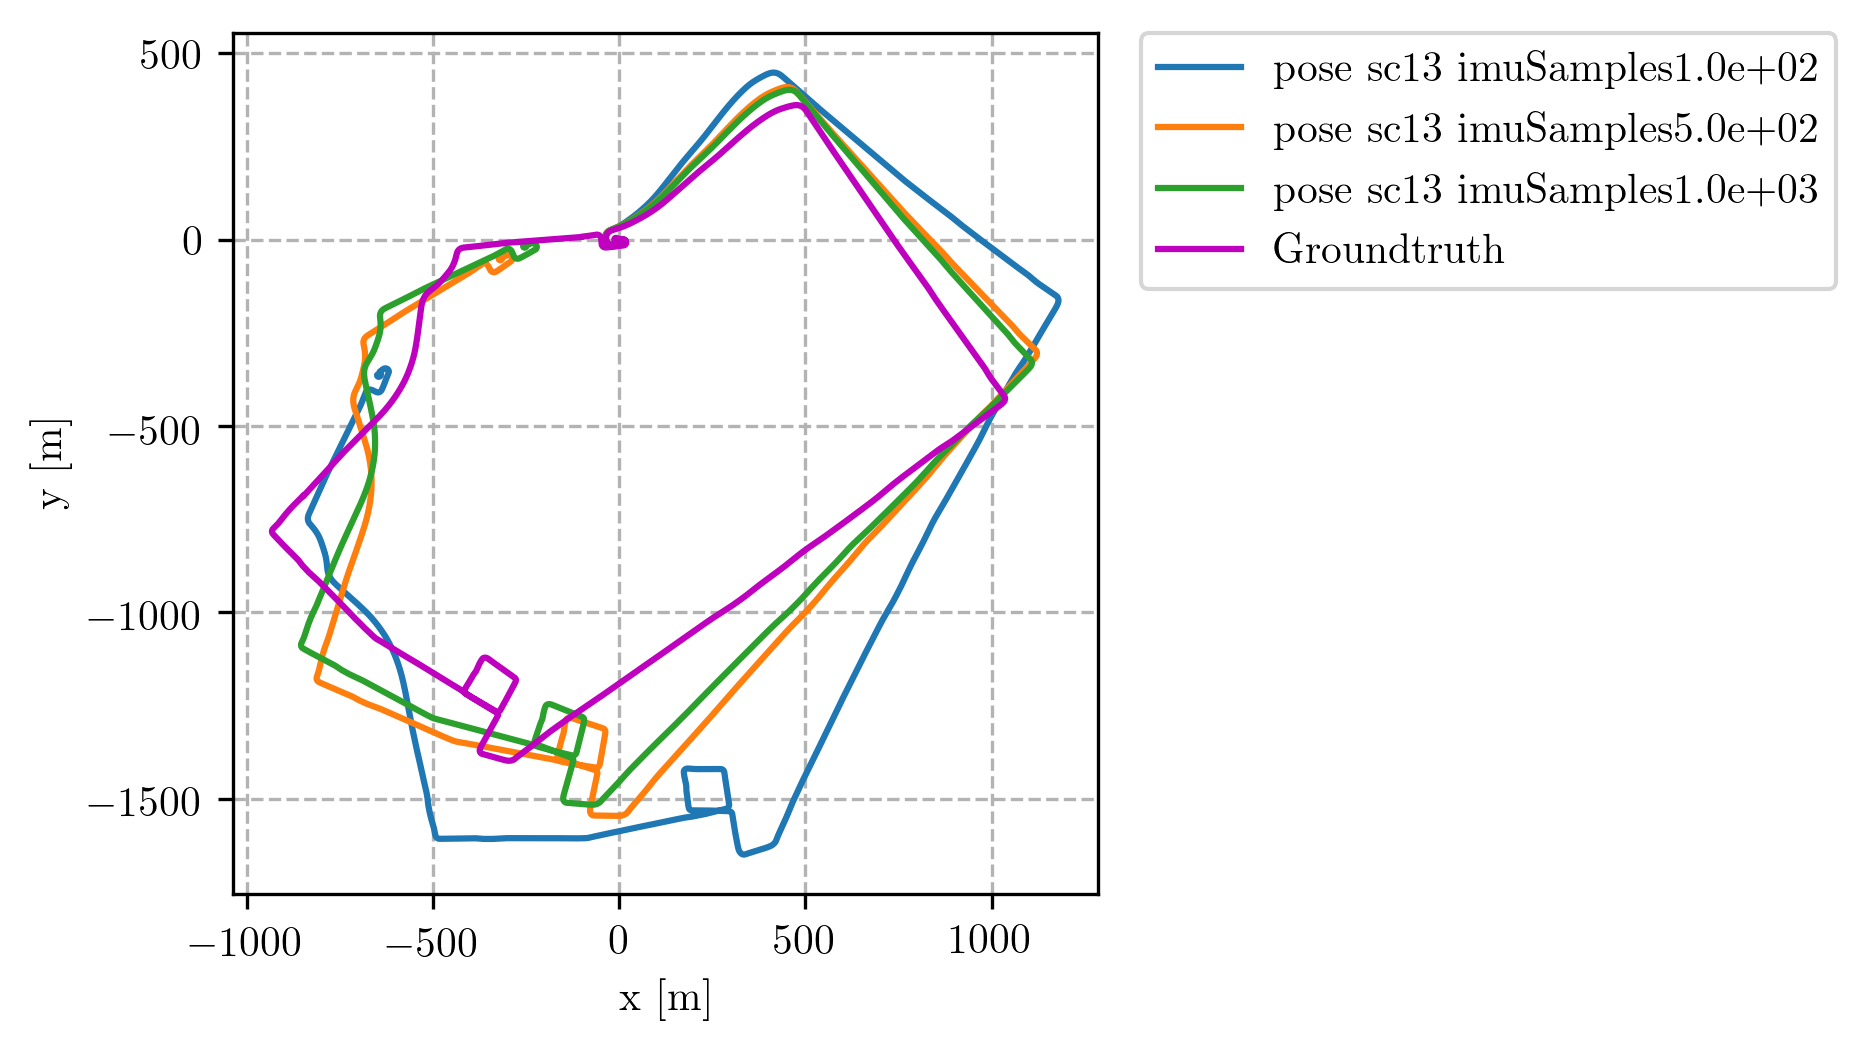 500
0
−500
−1000
−1500
y [m]
−1000
−500
0
500
1000
x [m]
pose sc13 imuSamples1.0e+02
pose sc13 imuSamples5.0e+02
pose sc13 imuSamples1.0e+03
Groundtruth